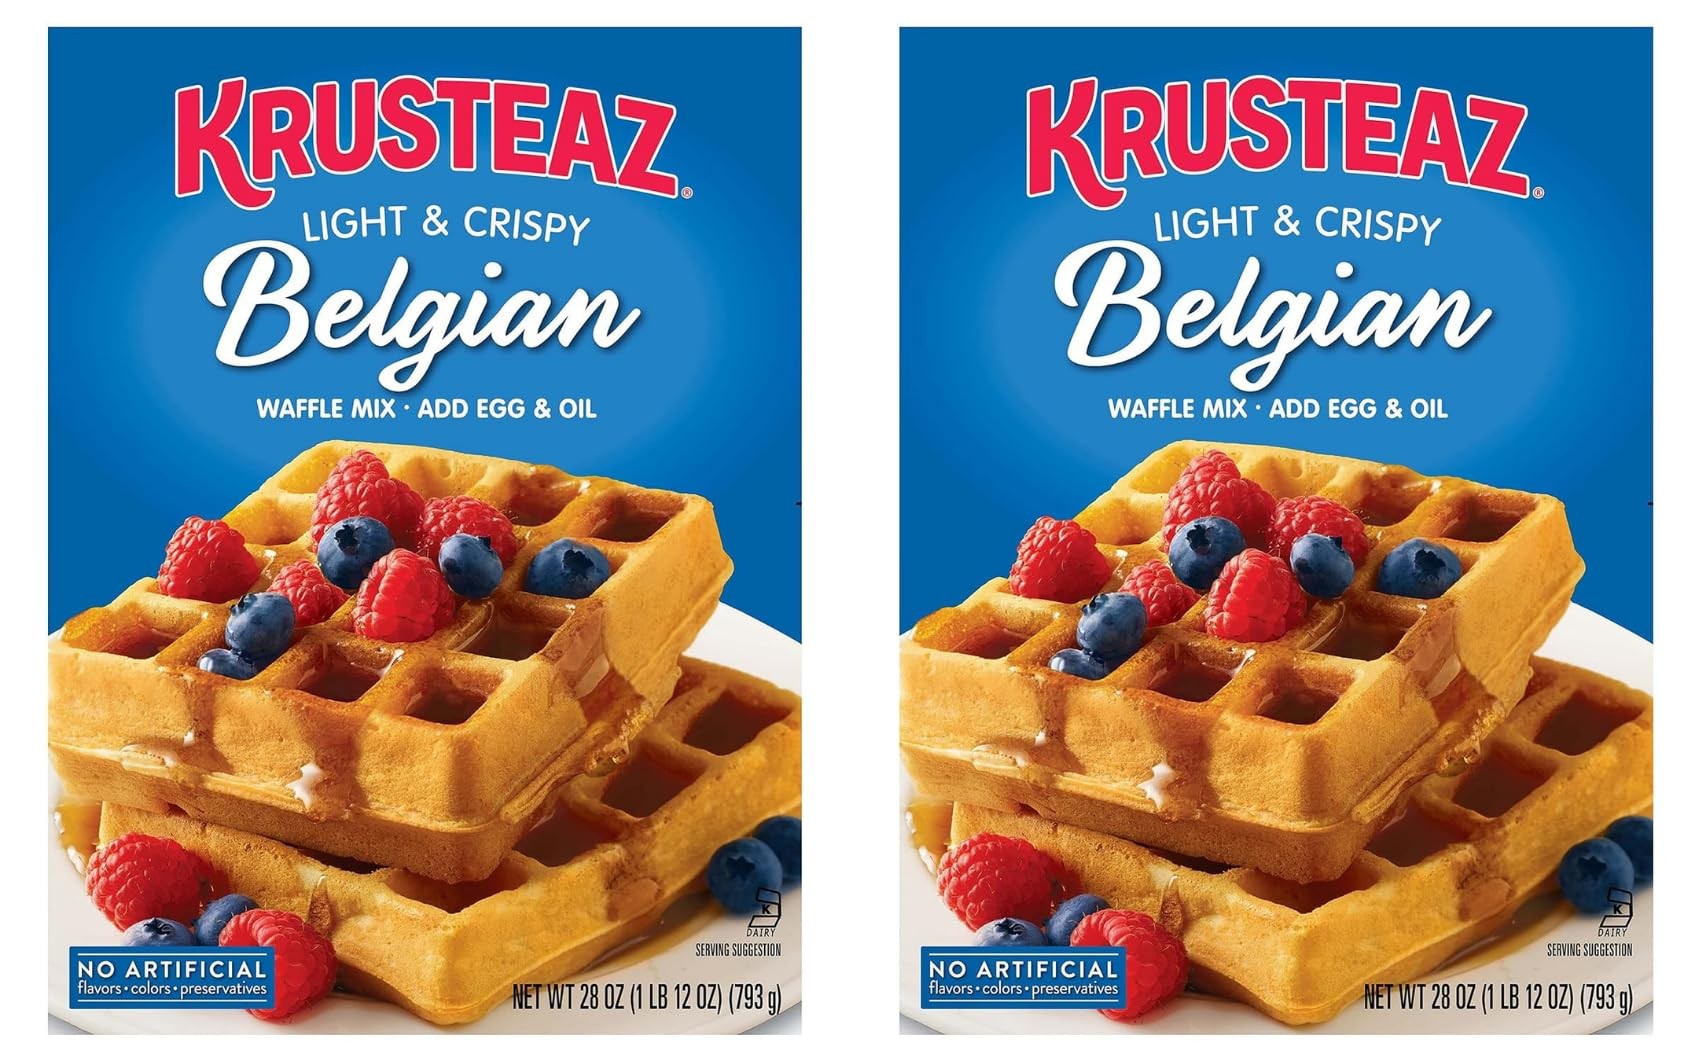 KRUSTEAZ®
LIGHT & CRISPY
Belgian
WAFFLE MIX • ADD EGG & OIL
K
DAIRY
SERVING SUGGESTION
NO ARTIFICIAL
flavors • colors • preservatives
NET WT 28 OZ (1 LB 12 OZ) (793 g)
KRUSTEAZ®
LIGHT & CRISPY
Belgian
WAFFLE MIX • ADD EGG & OIL
K
DAIRY
SERVING SUGGESTION
NO ARTIFICIAL
flavors • colors • preservatives
NET WT 28 OZ (1 LB 12 OZ) (793 g)